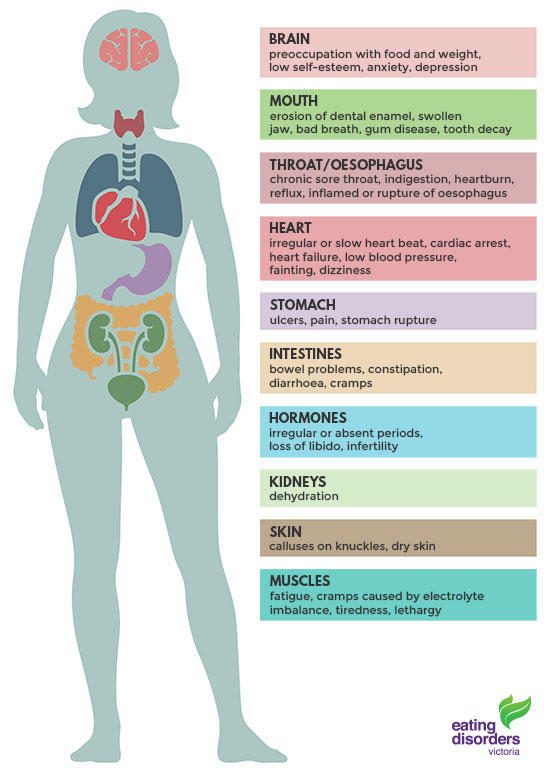 BRAIN
preoccupation with food and weight,
low self-esteem, anxiety, depression
MOUTH
erosion of dental enamel, swollen
jaw, bad breath, gum disease, tooth decay
THROAT/OESOPHAGUS
chronic sore throat, indigestion, heartburn,
reflux, inflamed or rupture of oesophagus
HEART
irregular or slow heart beat, cardiac arrest,
heart failure, low blood pressure,
fainting, dizziness
STOMACH
ulcers, pain, stomach rupture
INTESTINES
bowel problems, constipation,
diarrhoea, cramps
HORMONES
irregular or absent periods,
loss of libido, infertility
KIDNEYS
dehydration
SKIN
calluses on knuckles, dry skin
MUSCLES
fatigue, cramps caused by electrolyte
imbalance, tiredness, lethargy
eating
disorders
victoria